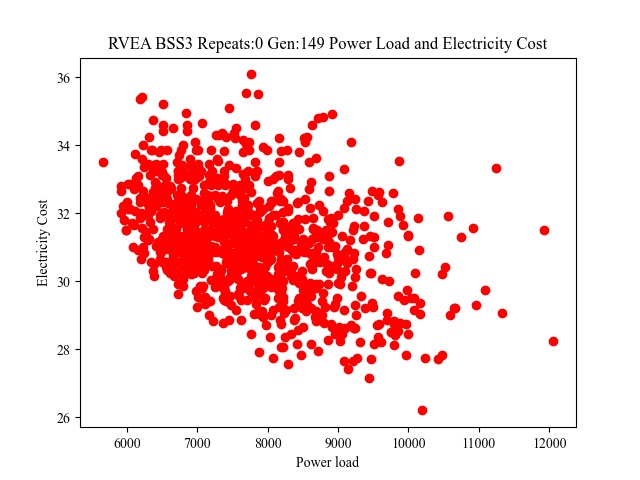 RVEA BSS3 Repeats:0 Gen:149 Power Load and Electricity Cost
36
34
32
30
28
26
Electricity Cost
6000 7000 8000 9000 10000 11000 12000
Power load